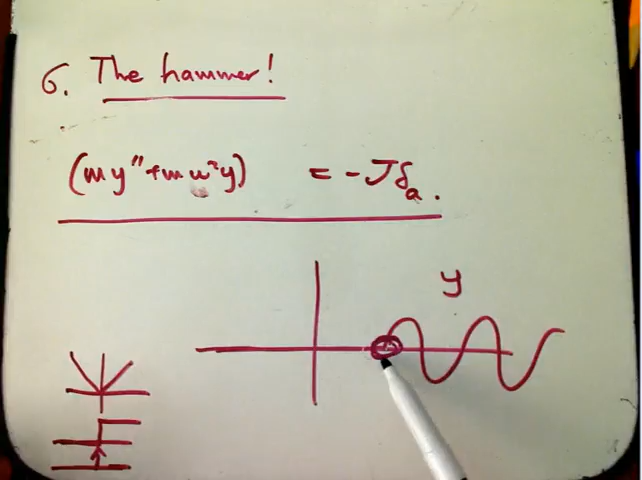 6. The hammer!
(my" + mω²y) = -Jδₐ.
y